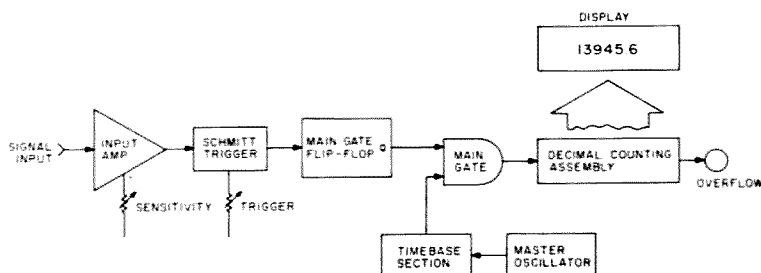 DISPLAY
13945.6
SIGNAL
INPUT
INPUT
AMP
SCHMITT
TRIGGER
MAIN GATE
FLIP-FLOP Q
MAIN
GATE
DECIMAL COUNTING
ASSEMBLY
OVERFLOW
SENSITIVITY
TRIGGER
TIMEBASE
SECTION
MASTER
OSCILLATOR